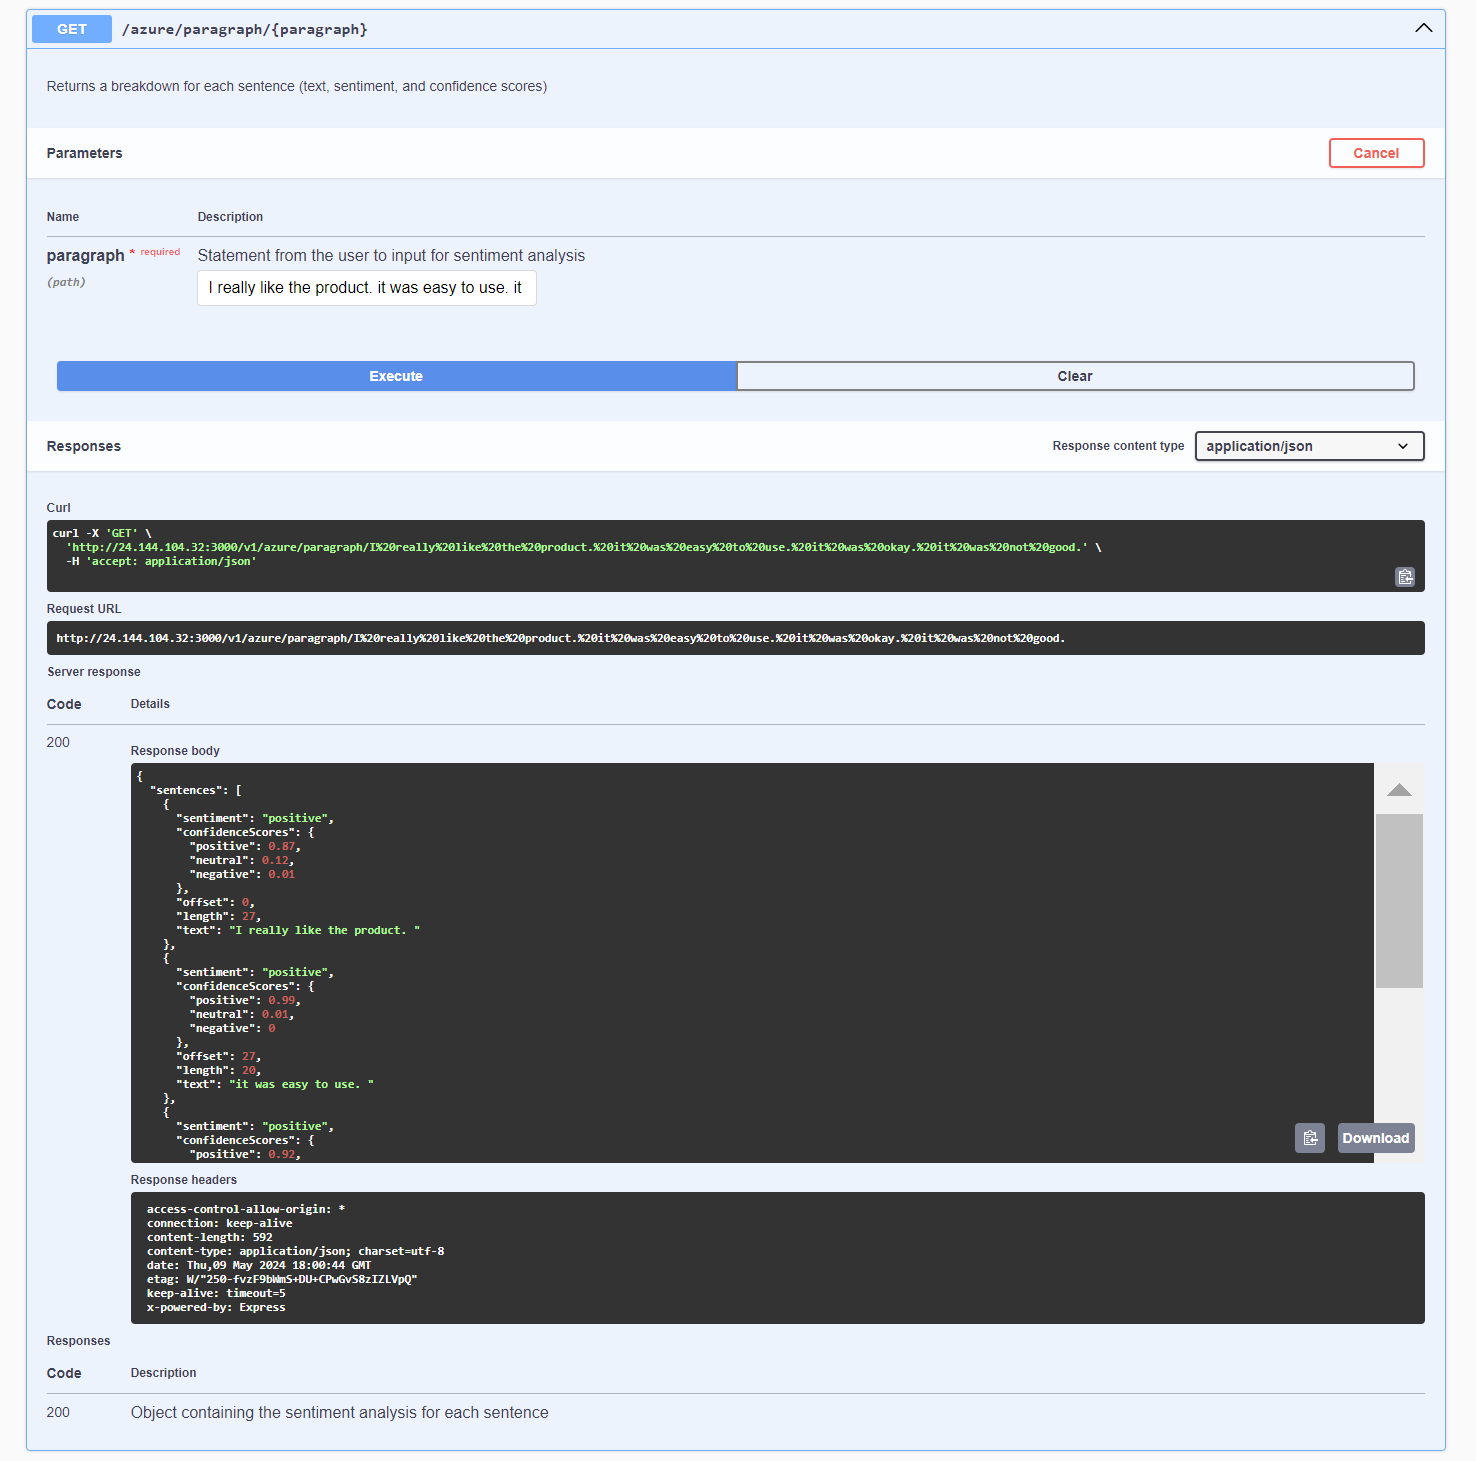 GET /azure/paragraph/{paragraph}
Returns a breakdown for each sentence (text, sentiment, and confidence scores)
Parameters
Cancel
Name Description
paragraph * required Statement from the user to input for sentiment analysis
(path) I really like the product. it was easy to use. it
Execute Clear
Responses Response content type application/json
Curl
curl -X 'GET' \
'http://24.144.104.32:3000/v1/azure/paragraph/I%20really%20like%20the%20product.%20it%20was%20easy%20to%20use.%20it%20was%20okay.%20it%20was%20not%20good.' \
-H 'accept: application/json'
Request URL
http://24.144.104.32:3000/v1/azure/paragraph/I%20really%20like%20the%20product.%20it%20was%20easy%20to%20use.%20it%20was%20okay.%20it%20was%20not%20good.
Server response
Code Details
200
Response body
{
"sentences": [
{
"sentiment": "positive",
"confidenceScores": {
"positive": 0.87,
"neutral": 0.12,
"negative": 0.01
},
"offset": 0,
"length": 27,
"text": "I really like the product. "
},
{
"sentiment": "positive",
"confidenceScores": {
"positive": 0.99,
"neutral": 0.01,
"negative": 0
},
"offset": 27,
"length": 20,
"text": "it was easy to use. "
},
{
"sentiment": "positive",
"confidenceScores": {
"positive": 0.92,
Download
Response headers
access-control-allow-origin: *
connection: keep-alive
content-length: 592
content-type: application/json; charset=utf-8
date: Thu,09 May 2024 18:00:44 GMT
etag: W/"250-fvzF9bWmS+DU+CPwGvS8zIZLVpQ"
keep-alive: timeout=5
x-powered-by: Express
Responses
Code Description
200 Object containing the sentiment analysis for each sentence